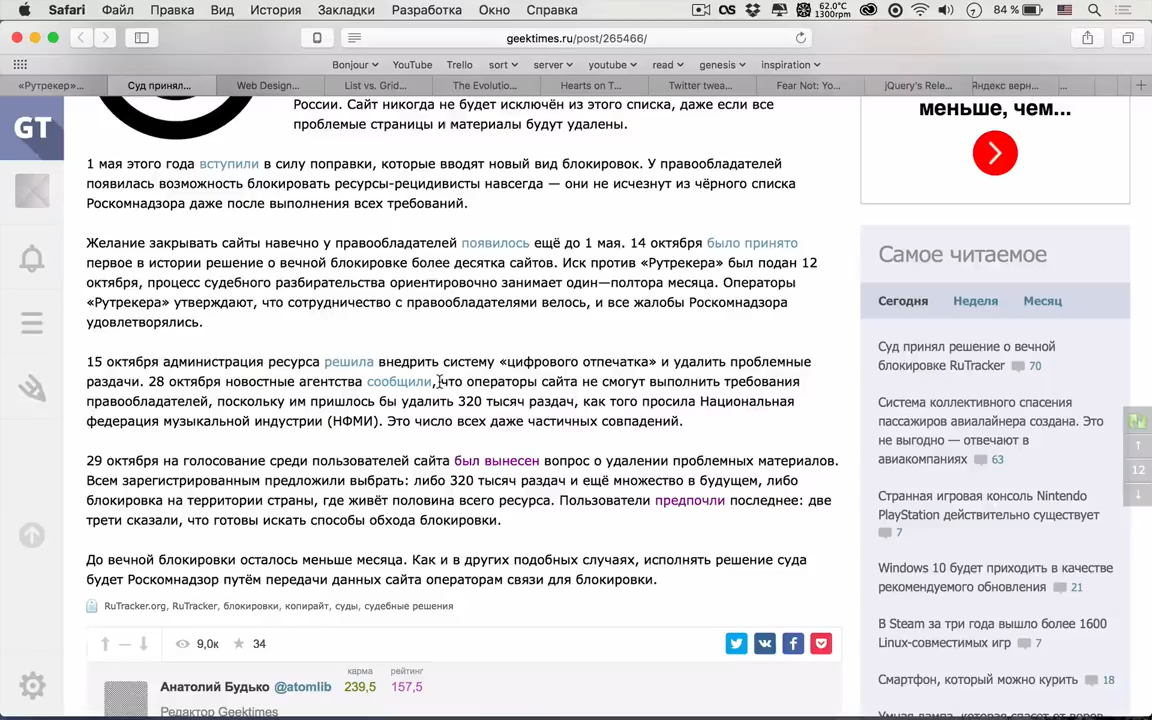 Safari Файл Правка Вид История Закладки Разработка Окно Справка 62.0°C 1300rpm 84 %
geektimes.ru/post/265466/
Bonjour YouTube Trello sort server youtube read genesis inspiration
«Рутрекер»... Суд принял... Web Design... List vs. Grid... The Evolutio... Hearts on T... Twitter twea... Fear Not: Yo... jQuery's Rele... Яндекс верн... ...
GT
России. Сайт никогда не будет исключён из этого списка, даже если все
проблемые страницы и материалы будут удалены.
1 мая этого года вступили в силу поправки, которые вводят новый вид блокировок. У правообладателей
появилась возможность блокировать ресурсы-рецидивисты навсегда — они не исчезнут из чёрного списка
Роскомнадзора даже после выполнения всех требований.
Желание закрывать сайты навечно у правообладателей появилось ещё до 1 мая. 14 октября было принято
первое в истории решение о вечной блокировке более десятка сайтов. Иск против «Рутрекера» был подан 12
октября, процесс судебного разбирательства ориентировочно занимает один—полтора месяца. Операторы
«Рутрекера» утверждают, что сотрудничество с правообладателями велось, и все жалобы Роскомнадзора
удовлетворялись.
15 октября администрация ресурса решила внедрить систему «цифрового отпечатка» и удалить проблемные
раздачи. 28 октября новостные агентства сообщили, что операторы сайта не смогут выполнить требования
правообладателей, поскольку им пришлось бы удалить 320 тысяч раздач, как того просила Национальная
федерация музыкальной индустрии (НФМИ). Это число всех даже частичных совпадений.
29 октября на голосование среди пользователей сайта был вынесен вопрос о удалении проблемных материалов.
Всем зарегистрированным предложили выбрать: либо 320 тысяч раздач и ещё множество в будущем, либо
блокировка на территории страны, где живёт половина всего ресурса. Пользователи предпочли последнее: две
трети сказали, что готовы искать способы обхода блокировки.
До вечной блокировки осталось меньше месяца. Как и в других подобных случаях, исполнять решение суда
будет Роскомнадзор путём передачи данных сайта операторам связи для блокировки.
RuTracker.org, RuTracker, блокировки, копирайт, суды, судебные решения
9,0к 34
карма рейтинг
Анатолий Будько @atomlib 239,5 157,5
Редактор Geektimes
меньше, чем...
Самое читаемое
Сегодня Неделя Месяц
Суд принял решение о вечной
блокировке RuTracker 70
Система коллективного спасения
пассажиров авиалайнера создана. Это
не выгодно — отвечают в
авиакомпаниях 63
Странная игровая консоль Nintendo
PlayStation действительно существует
7
Windows 10 будет приходить в качестве
рекомендуемого обновления 21
В Steam за три года вышло более 1600
Linux-совместимых игр 7
Смартфон, который можно курить 18
Умная лампа, которая спасет от воров
12